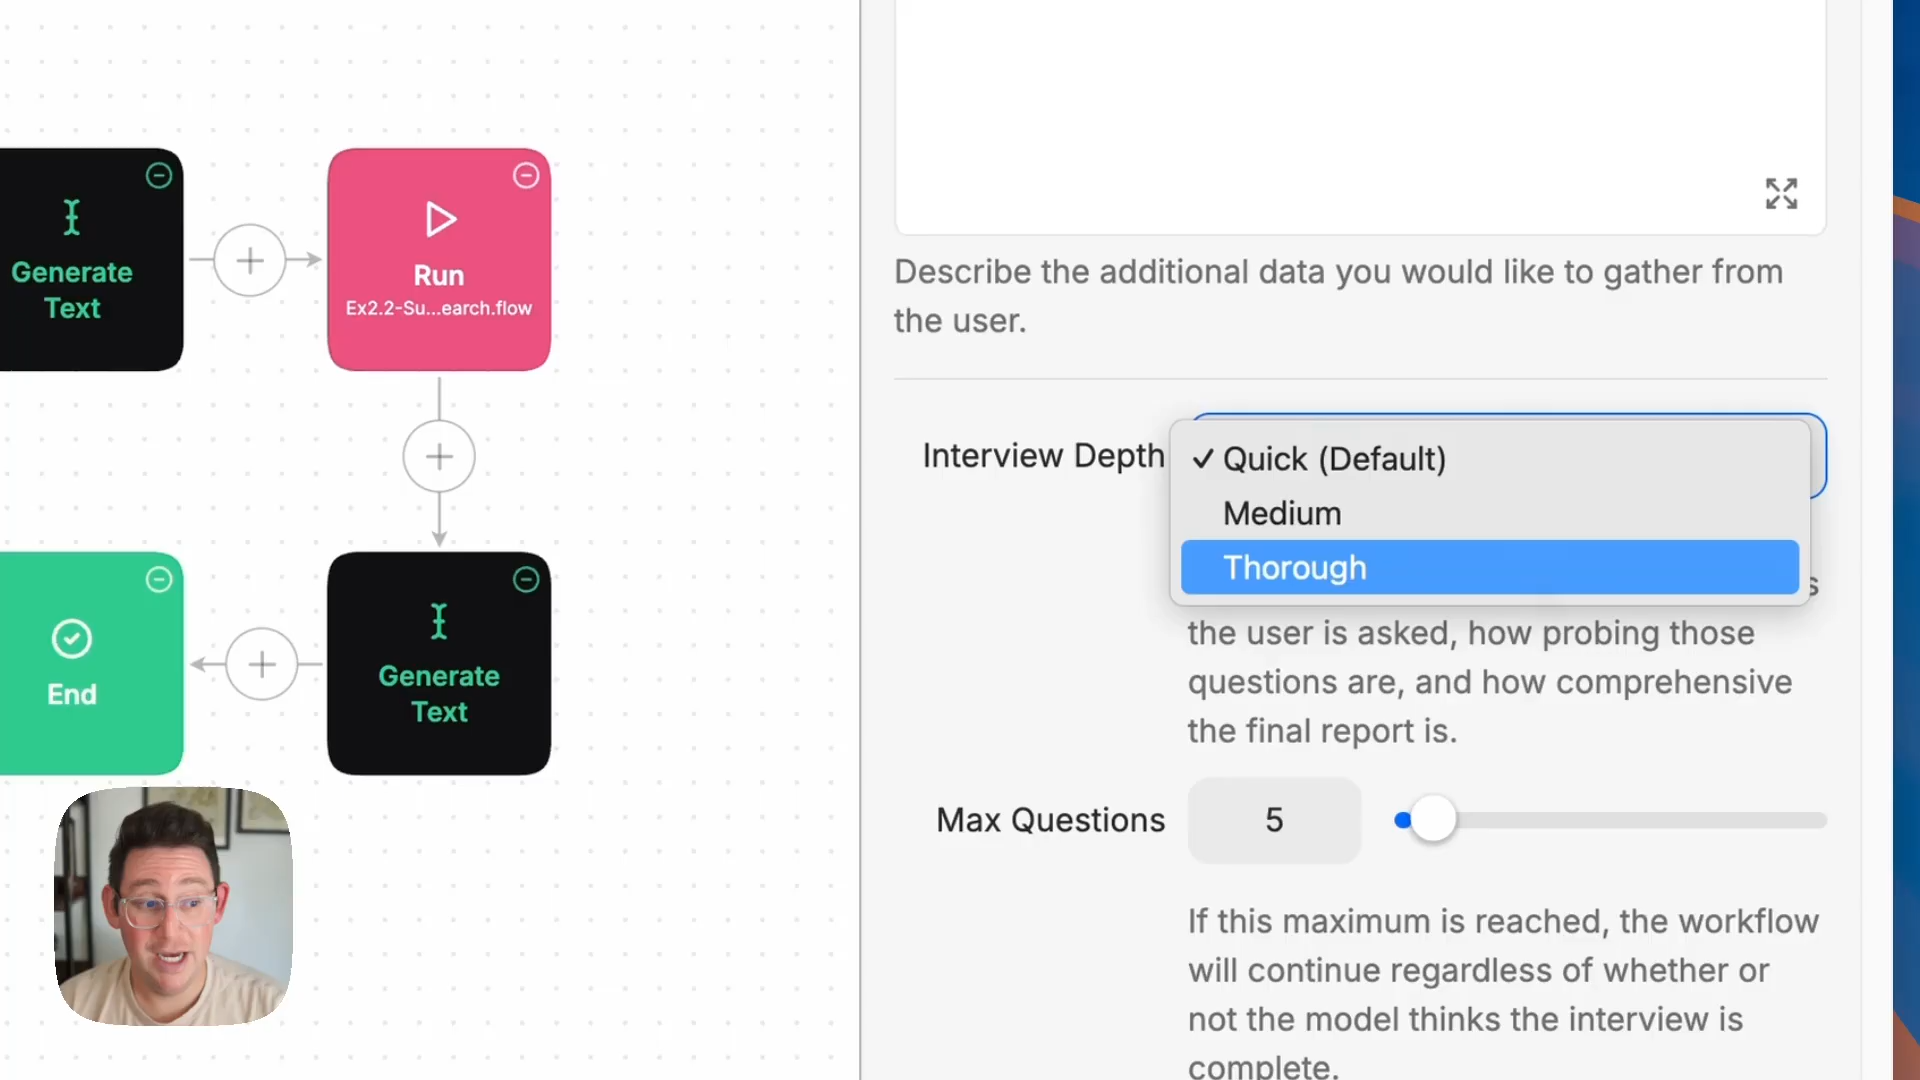 Generate
Text
Run
Ex2.2-Su...earch.flow
End
Generate
Text
Describe the additional data you would like to gather from
the user.
Interview Depth
✓ Quick (Default)
Medium
Thorough
the user is asked, how probing those
questions are, and how comprehensive
the final report is.
Max Questions
5
If this maximum is reached, the workflow
will continue regardless of whether or
not the model thinks the interview is
complete.